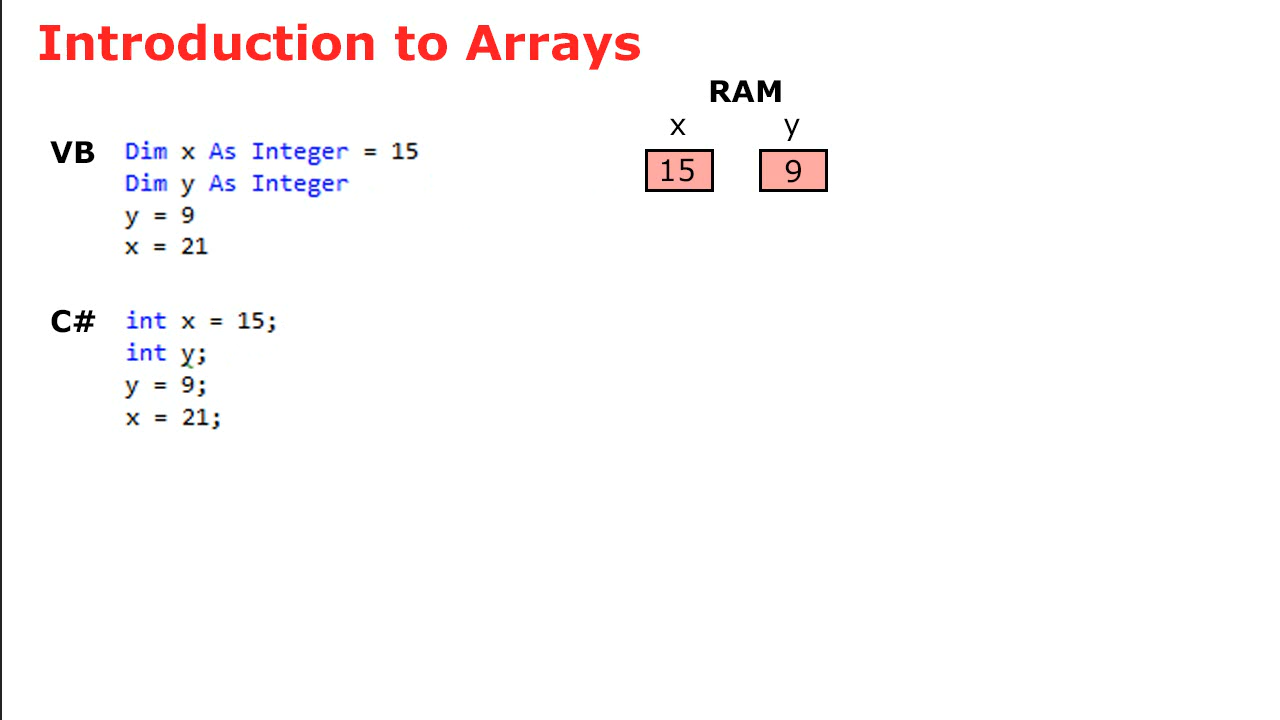 Introduction to Arrays
RAM
x y
15 9
VB Dim x As Integer = 15
Dim y As Integer
y = 9
x = 21
C# int x = 15;
int y;
y = 9;
x = 21;